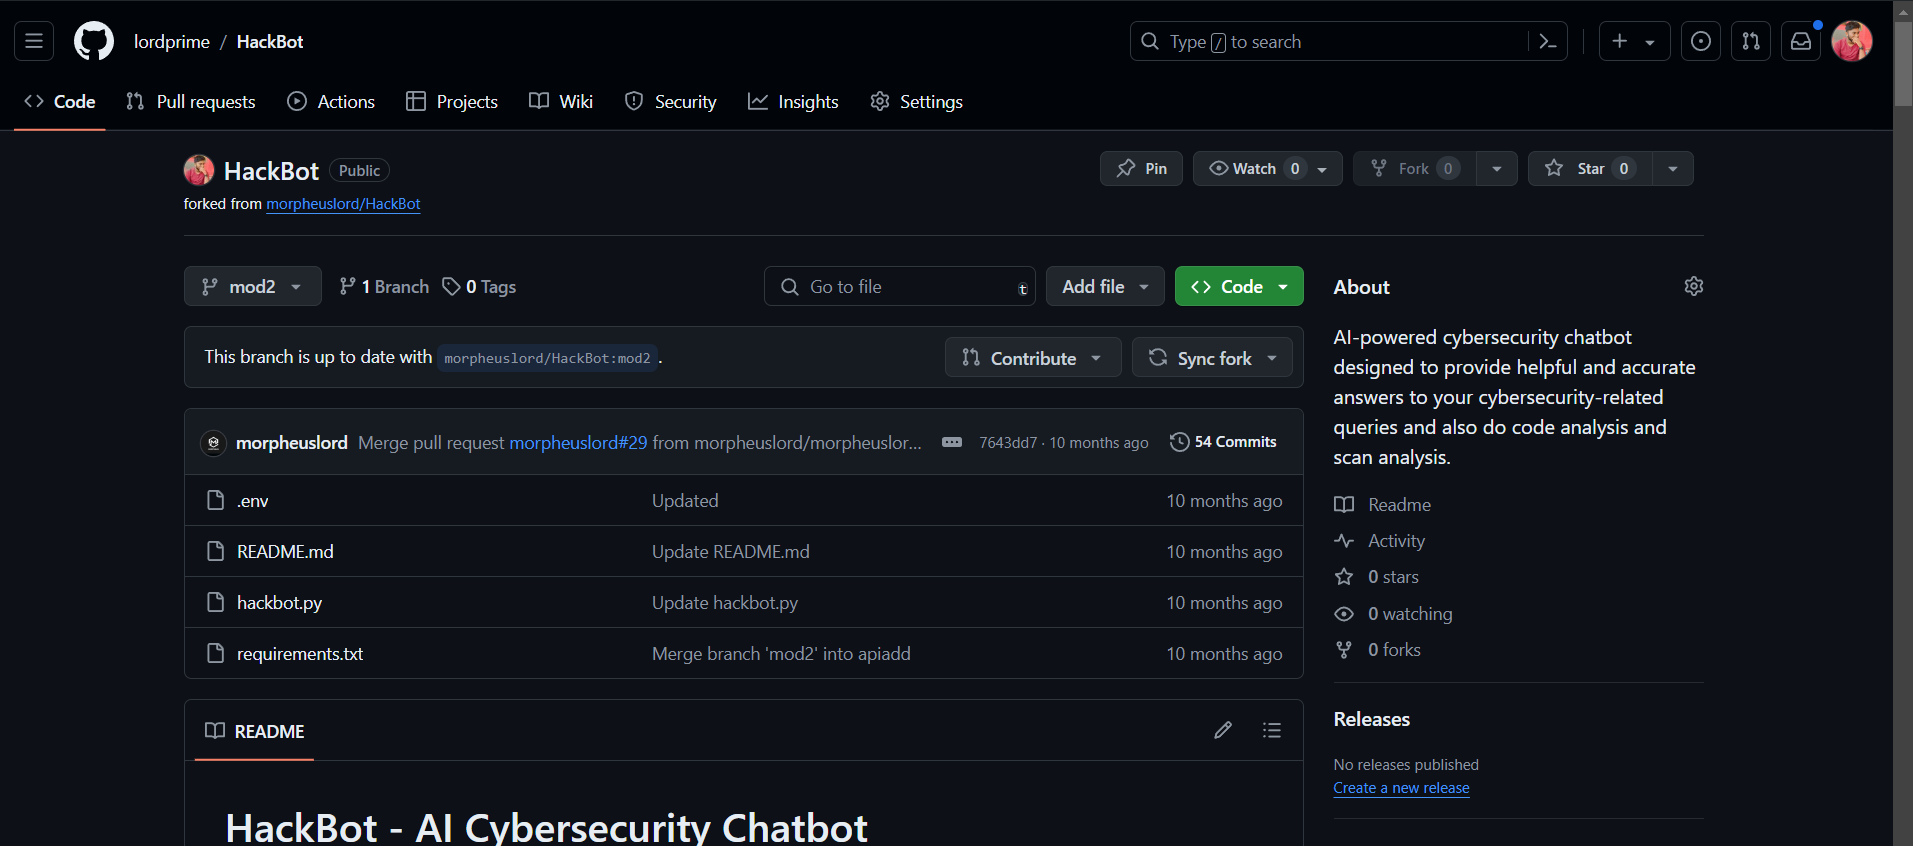 lordprime / HackBot
Type / to search
Code Pull requests Actions Projects Wiki Security Insights Settings
HackBot Public
Pin Watch 0 Fork 0 Star 0
forked from morpheuslord/HackBot
mod2 1 Branch 0 Tags
Go to file t Add file Code
This branch is up to date with morpheuslord/HackBot:mod2 .
Contribute Sync fork
morpheuslord Merge pull request morpheuslord#29 from morpheuslord/morpheuslor... 7643dd7 · 10 months ago 54 Commits
.env Updated 10 months ago
README.md Update README.md 10 months ago
hackbot.py Update hackbot.py 10 months ago
requirements.txt Merge branch 'mod2' into apiadd 10 months ago
README
HackBot - AI Cybersecurity Chatbot
About
AI-powered cybersecurity chatbot
designed to provide helpful and accurate
answers to your cybersecurity-related
queries and also do code analysis and
scan analysis.
Readme
Activity
0 stars
0 watching
0 forks
Releases
No releases published
Create a new release